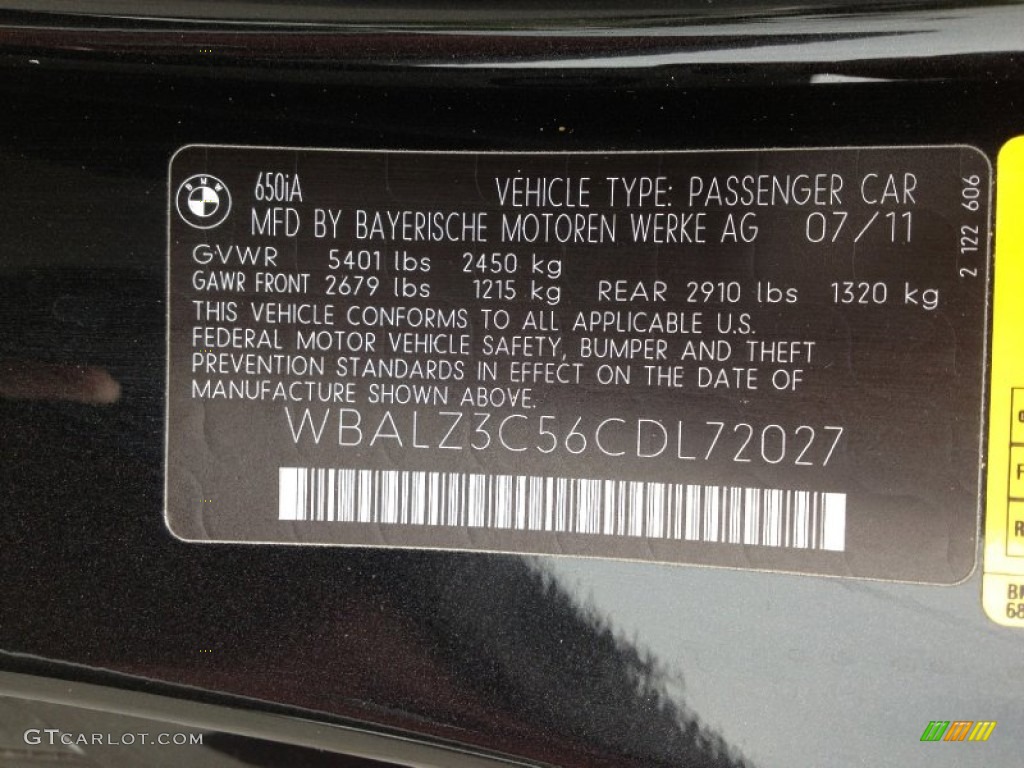 BMW
650iA
VEHICLE TYPE: PASSENGER CAR
MFD BY BAYERISCHE MOTOREN WERKE AG 07/11
GVWR 5401 lbs 2450 kg
GAWR FRONT 2679 lbs 1215 kg REAR 2910 lbs 1320 kg
THIS VEHICLE CONFORMS TO ALL APPLICABLE U.S.
FEDERAL MOTOR VEHICLE SAFETY, BUMPER AND THEFT
PREVENTION STANDARDS IN EFFECT ON THE DATE OF
MANUFACTURE SHOWN ABOVE.
WBALZ3C56CDL72027
2 122 606
GTCARLOT.COM